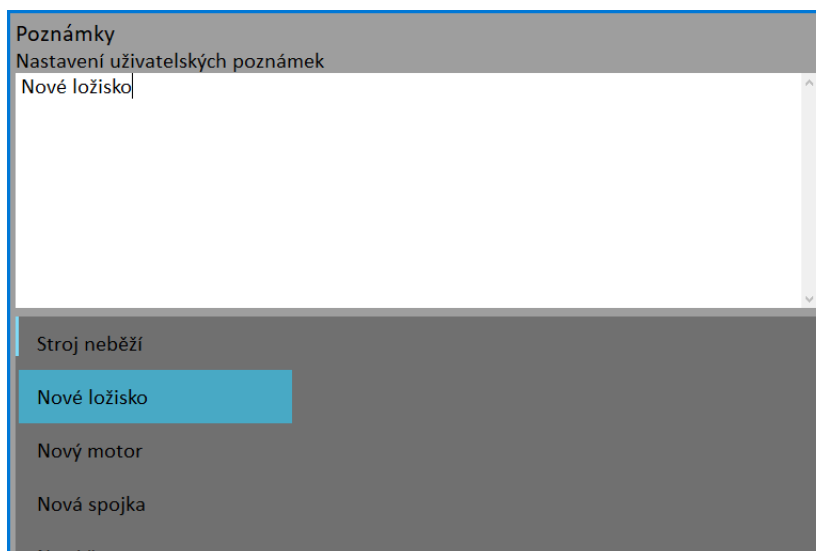 Poznámky
Nastavení uživatelských poznámek
Nové ložisko
Stroj neběží
Nové ložisko
Nový motor
Nová spojka